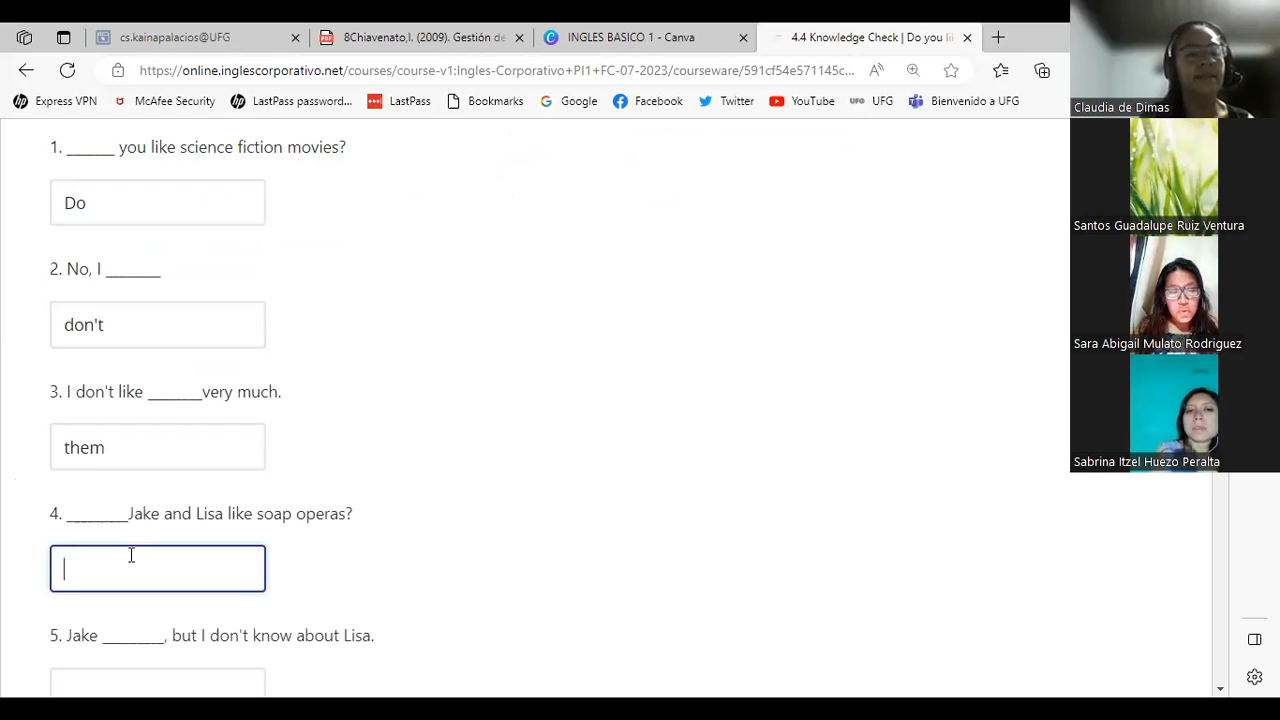 cs.kainapalacios@UFG
8Chiavenato,I. (2009). Gestión de
INGLES BASICO 1 - Canva
4.4 Knowledge Check | Do you li
https://online.inglescorporativo.net/courses/course-v1:Ingles-Corporativo+PI1+FC-07-2023/courseware/591cf54e571145c...
Express VPN
McAfee Security
LastPass password...
LastPass
Bookmarks
Google
Facebook
Twitter
YouTube
UFG
Bienvenido a UFG
1. ______ you like science fiction movies?
Do
2. No, I _______
don't
3. I don't like _______very much.
them
4. ________Jake and Lisa like soap operas?
5. Jake ________, but I don't know about Lisa.
Claudia de Dimas
Santos Guadalupe Ruiz Ventura
Sara Abigail Mulato Rodriguez
Sabrina Itzel Huezo Peralta